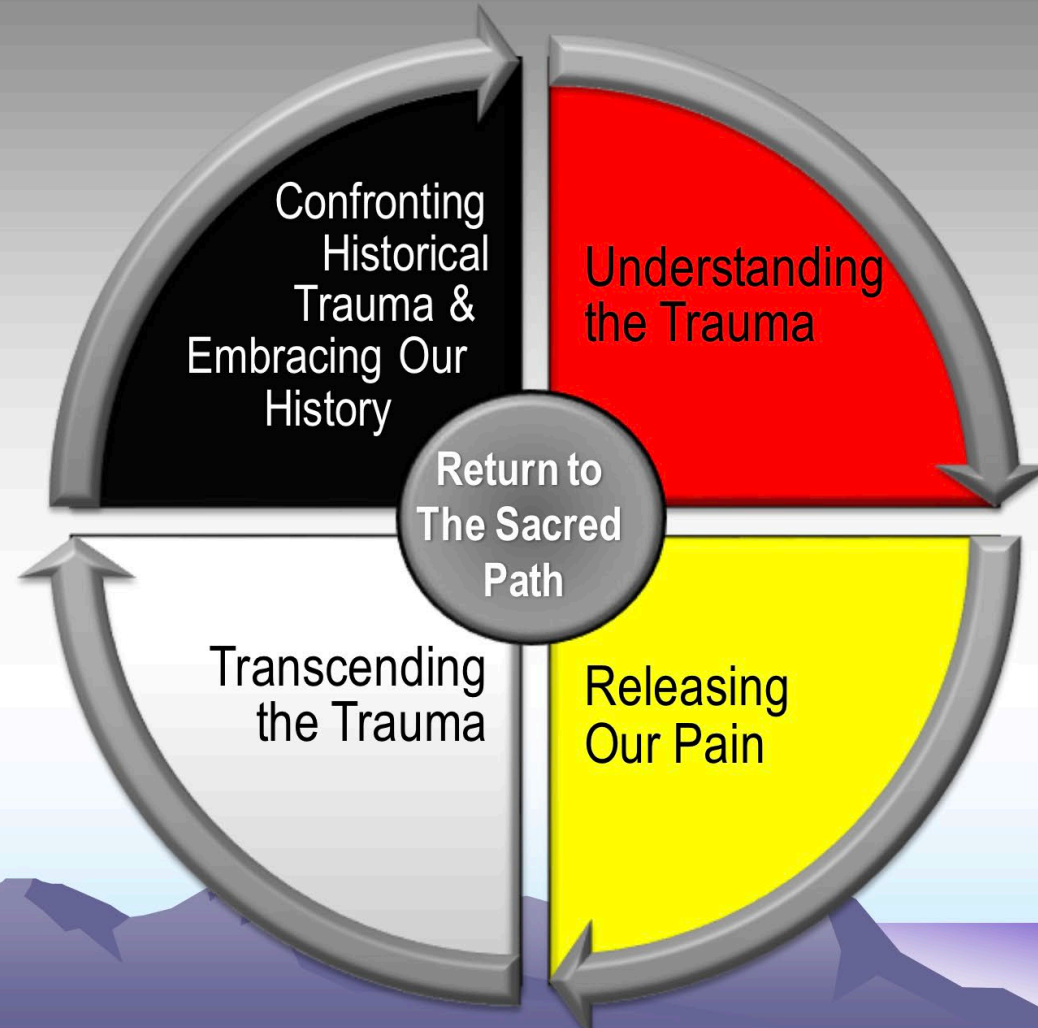 Confronting
Historical
Trauma &
Embracing Our
History
Understanding
the Trauma
Return to
The Sacred
Path
Transcending
the Trauma
Releasing
Our Pain